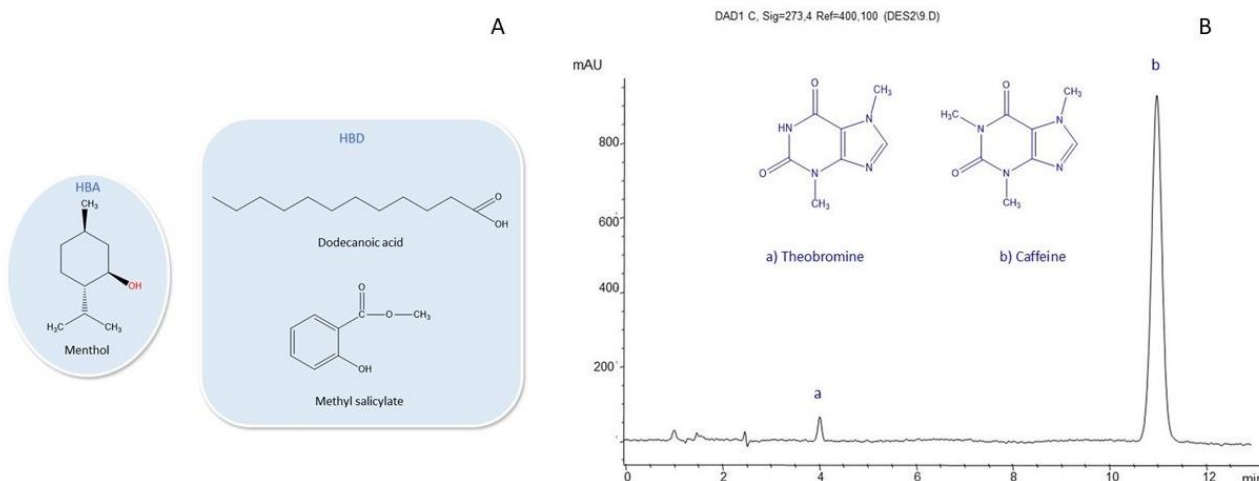 A
HBA
CH₃
OH
H₃C
CH₃
Menthol
HBD
O
OH
Dodecanoic acid
O
O
CH₃
OH
Methyl salicylate
DAD1 C, Sig=273,4 Ref=400,100 (DES2\9.D)
B
mAU
b
O
CH₃
HN
N
O
N
N
CH₃
a) Theobromine
O
CH₃
H₃C
N
N
O
N
N
CH₃
b) Caffeine
800
600
400
200
a
0 2 4 6 8 10 12 min